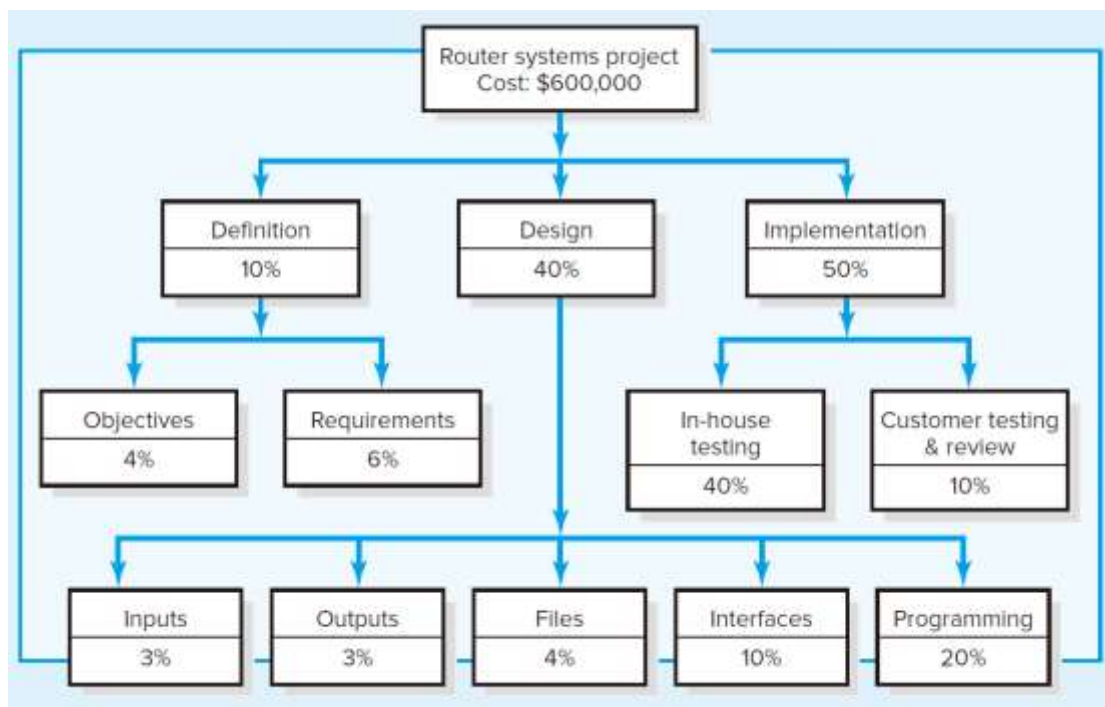 Router systems project
Cost: $600,000
Definition
10%
Design
40%
Implementation
50%
Objectives
4%
Requirements
6%
In-house
testing
40%
Customer testing
& review
10%
Inputs
3%
Outputs
3%
Files
4%
Interfaces
10%
Programming
20%